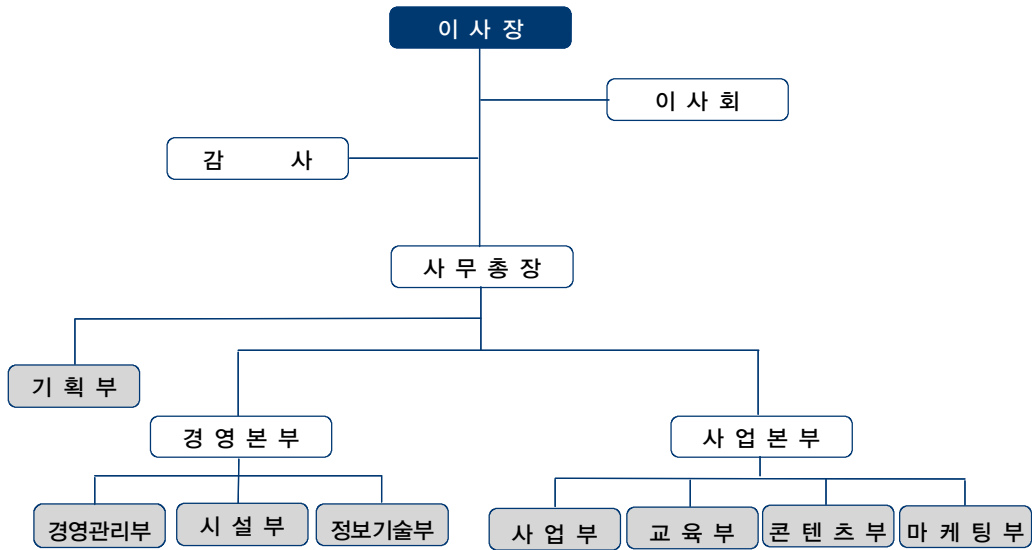 이 사 장
이 사 회
감 사
사 무 총 장
기 획 부
경 영 본 부
사 업 본 부
경영관리부
시 설 부
정보기술부
사 업 부
교 육 부
콘 텐 츠 부
마 케 팅 부